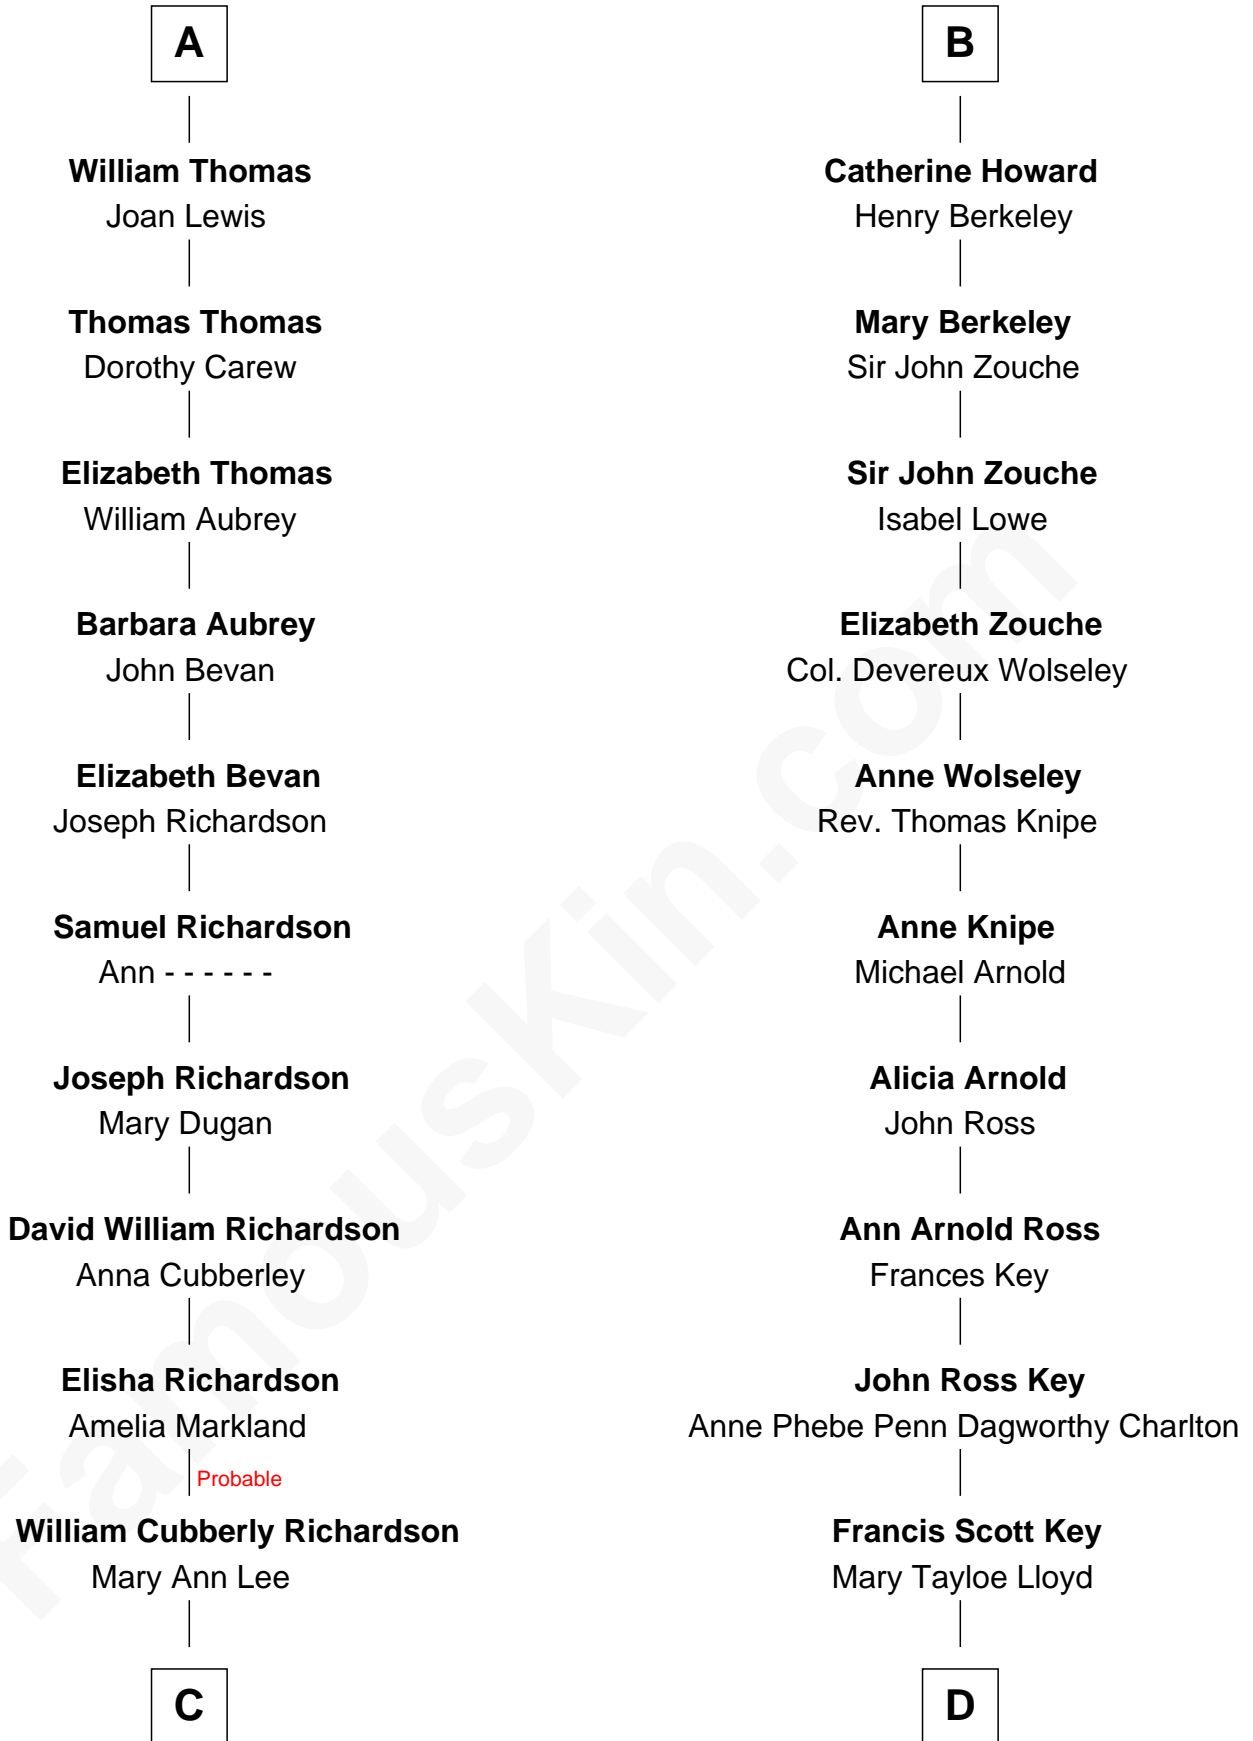 A
William Thomas
Joan Lewis
Thomas Thomas
Dorothy Carew
Elizabeth Thomas
William Aubrey
Barbara Aubrey
John Bevan
Elizabeth Bevan
Joseph Richardson
Samuel Richardson
Ann - - - - - -
Joseph Richardson
Mary Dugan
David William Richardson
Anna Cubberley
Elisha Richardson
Amelia Markland
Probable
William Cubberly Richardson
Mary Ann Lee
C
B
Catherine Howard
Henry Berkeley
Mary Berkeley
Sir John Zouche
Sir John Zouche
Isabel Lowe
Elizabeth Zouche
Col. Devereux Wolseley
Anne Wolseley
Rev. Thomas Knipe
Anne Knipe
Michael Arnold
Alicia Arnold
John Ross
Ann Arnold Ross
Frances Key
John Ross Key
Anne Phebe Penn Dagworthy Charlton
Francis Scott Key
Mary Tayloe Lloyd
D
FamousKin.com